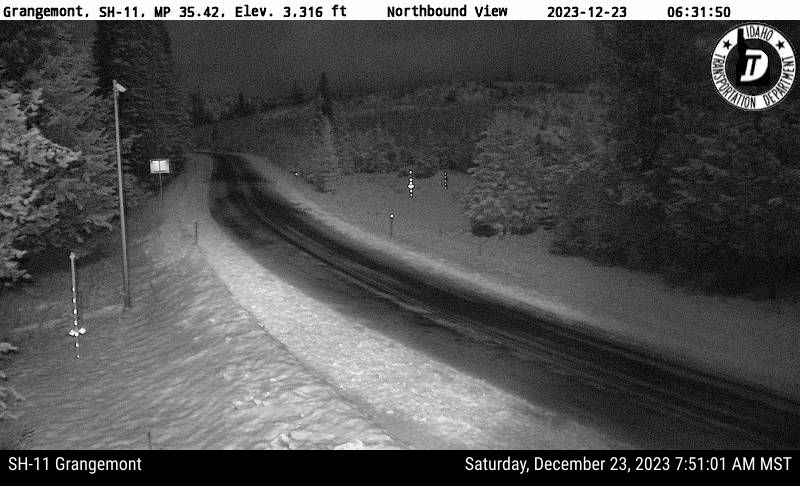 Grangemont, SH-11, MP 35.42, Elev. 3,316 ft Northbound View 2023-12-23 06:31:50
IDAHO
TRANSPORTATION DEPARTMENT
SH-11 Grangemont Saturday, December 23, 2023 7:51:01 AM MST